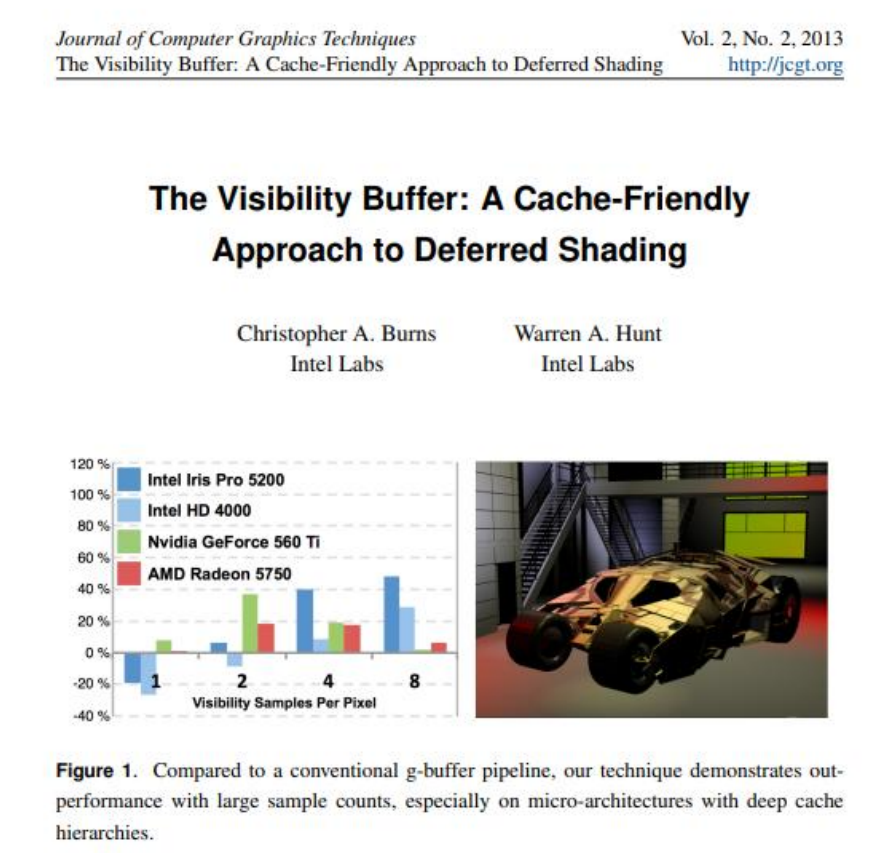 Journal of Computer Graphics Techniques Vol. 2, No. 2, 2013
The Visibility Buffer: A Cache-Friendly Approach to Deferred Shading http://jcgt.org
The Visibility Buffer: A Cache-Friendly
Approach to Deferred Shading
Christopher A. Burns Warren A. Hunt
Intel Labs Intel Labs
120 %
Intel Iris Pro 5200
100 %
Intel HD 4000
80 %
Nvidia GeForce 560 Ti
60 %
AMD Radeon 5750
40 %
20 %
0 %
-20 % 1 2 4 8
Visibility Samples Per Pixel
-40 %
Figure 1. Compared to a conventional g-buffer pipeline, our technique demonstrates out-
performance with large sample counts, especially on micro-architectures with deep cache
hierarchies.